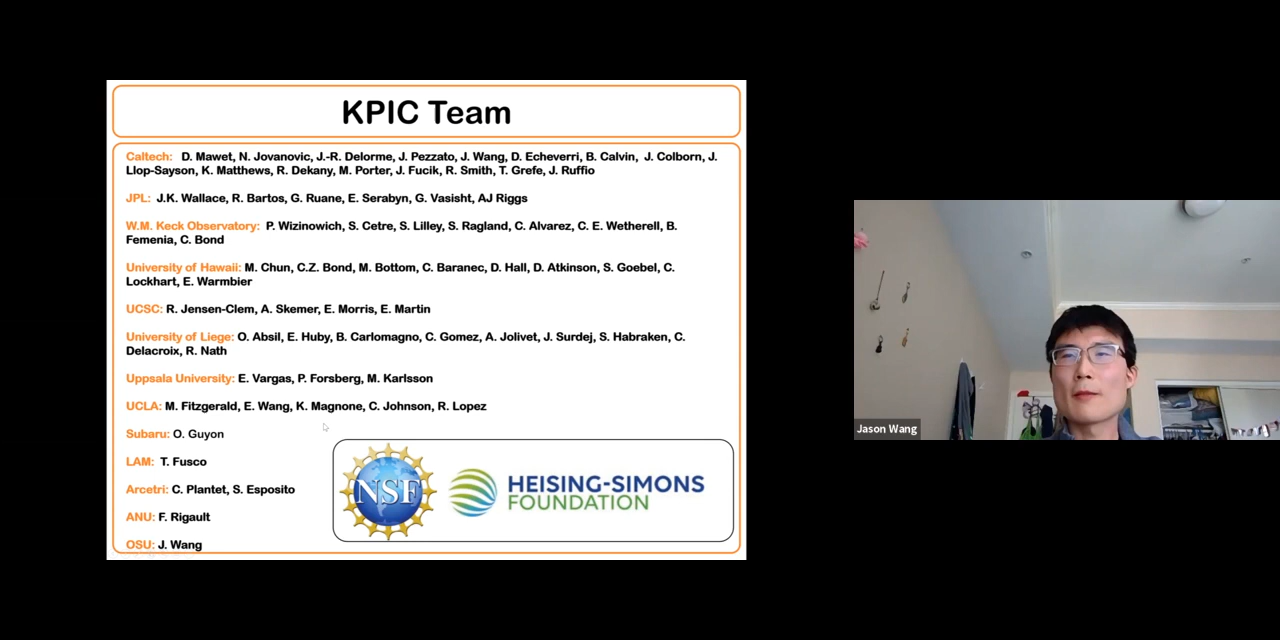 KPIC Team
Caltech: D. Mawet, N. Jovanovic, J.-R. Delorme, J. Pezzato, J. Wang, D. Echeverri, B. Calvin, J. Colborn, J.
Llop-Sayson, K. Matthews, R. Dekany, M. Porter, J. Fucik, R. Smith, T. Grefe, J. Ruffio
JPL: J.K. Wallace, R. Bartos, G. Ruane, E. Serabyn, G. Vasisht, AJ Riggs
W.M. Keck Observatory: P. Wizinowich, S. Cetre, S. Lilley, S. Ragland, C. Alvarez, C. E. Wetherell, B.
Femenia, C. Bond
University of Hawaii: M. Chun, C.Z. Bond, M. Bottom, C. Baranec, D. Hall, D. Atkinson, S. Goebel, C.
Lockhart, E. Warmbier
UCSC: R. Jensen-Clem, A. Skemer, E. Morris, E. Martin
University of Liege: O. Absil, E. Huby, B. Carlomagno, C. Gomez, A. Jolivet, J. Surdej, S. Habraken, C.
Delacroix, R. Nath
Uppsala University: E. Vargas, P. Forsberg, M. Karlsson
UCLA: M. Fitzgerald, E. Wang, K. Magnone, C. Johnson, R. Lopez
Subaru: O. Guyon
LAM: T. Fusco
Arcetri: C. Plantet, S. Esposito
ANU: F. Rigault
OSU: J. Wang
NSF
HEISING-SIMONS
FOUNDATION
Jason Wang